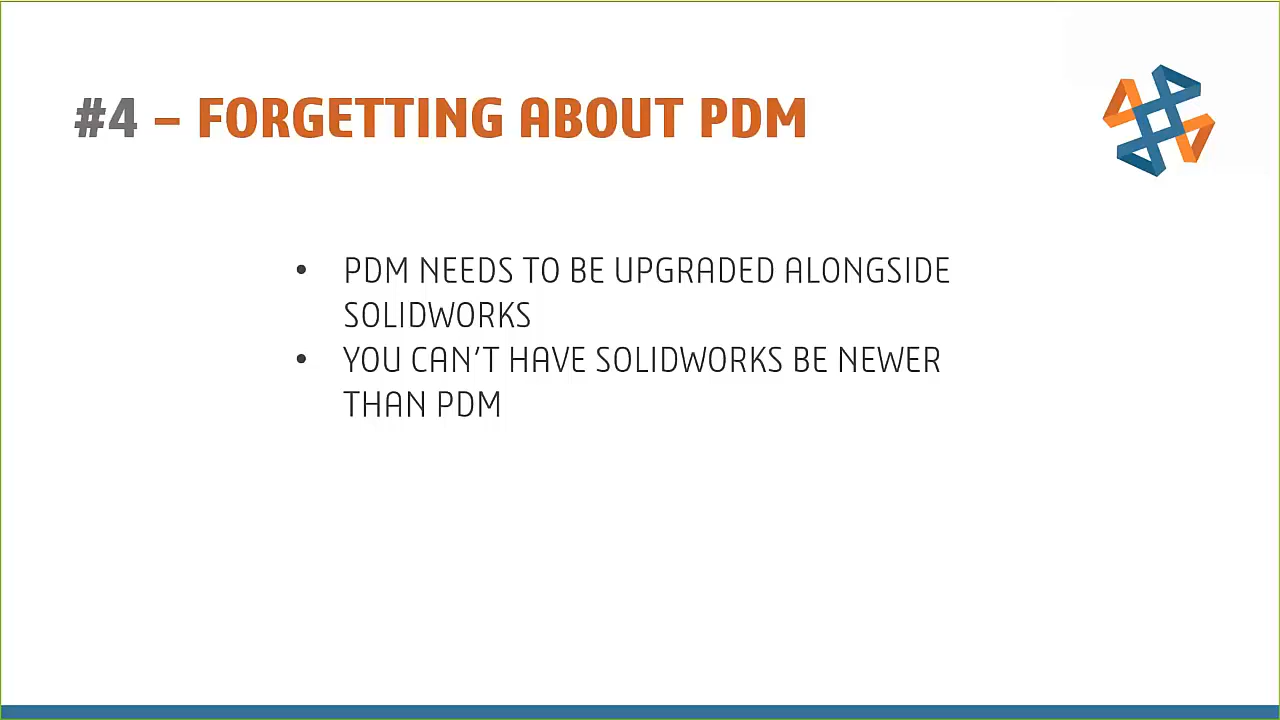 #4 – FORGETTING ABOUT PDM
• PDM NEEDS TO BE UPGRADED ALONGSIDE
SOLIDWORKS
• YOU CAN'T HAVE SOLIDWORKS BE NEWER
THAN PDM